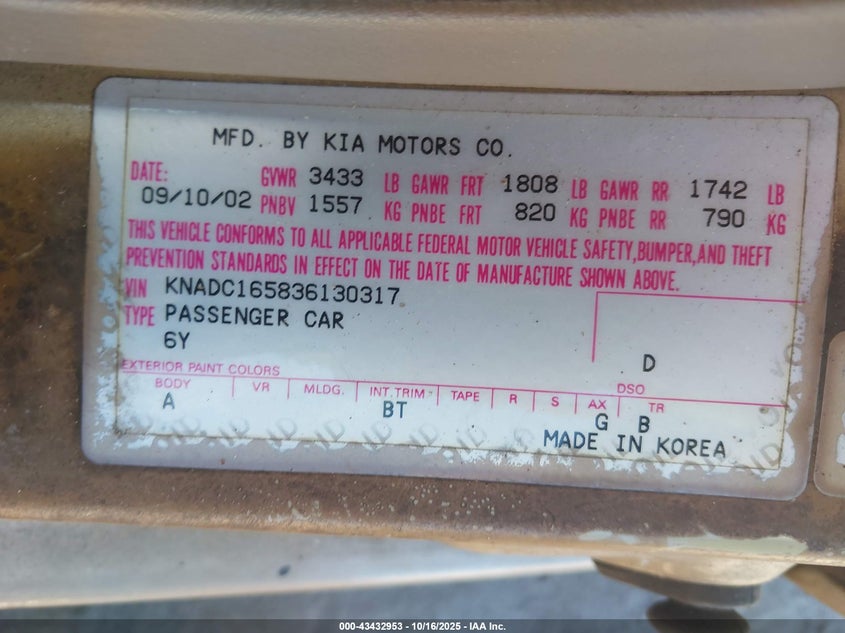 MFD. BY KIA MOTORS CO.
DATE: GVWR 3433 LB GAWR FRT 1808 LB GAWR RR 1742 LB
09/10/02 PNBV 1557 KG PNBE FRT 820 KG PNBE RR 790 KG
THIS VEHICLE CONFORMS TO ALL APPLICABLE FEDERAL MOTOR VEHICLE SAFETY,BUMPER,AND THEFT
PREVENTION STANDARDS IN EFFECT ON THE DATE OF MANUFACTURE SHOWN ABOVE.
VIN KNADC165836130317
TYPE PASSENGER CAR
6Y D
EXTERIOR PAINT COLORS DSO
BODY VR MLDG. INT.TRIM TAPE R S AX TR
A BT G B
MADE IN KOREA
000-43432953 - 10/16/2025 - IAA Inc.